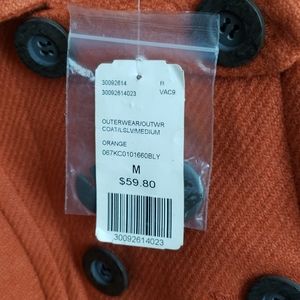 30092614 R
30092614023 VAC9
OUTERWEAR/OUTWR
COAT/LSLV/MEDIUM
ORANGE
067KC0101660BLY
M
$59.80
30092614023